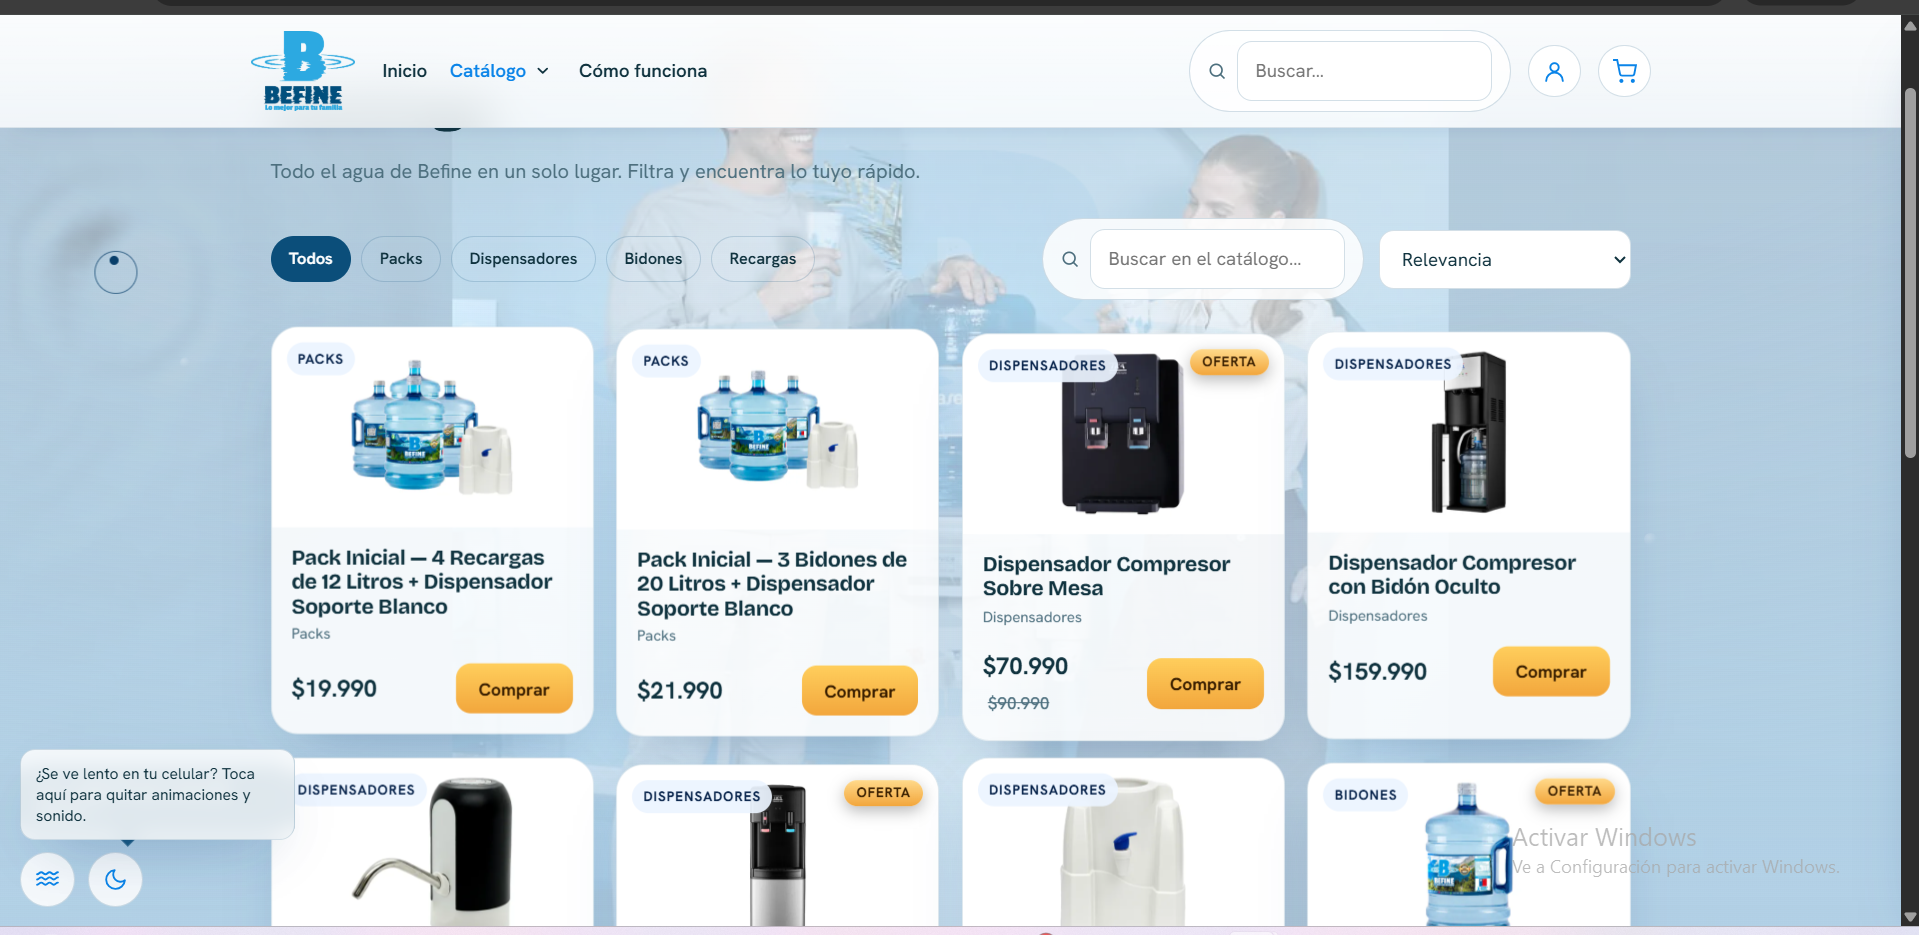 B
BEFINE
Lo mejor para tu familia
Inicio
Catálogo
Cómo funciona
Buscar...
Todo el agua de Befine en un solo lugar. Filtra y encuentra lo tuyo rápido.
Todos
Packs
Dispensadores
Bidones
Recargas
Buscar en el catálogo...
Relevancia
PACKS
Pack Inicial — 4 Recargas
de 12 Litros + Dispensador
Soporte Blanco
Packs
$19.990
Comprar
PACKS
Pack Inicial — 3 Bidones de
20 Litros + Dispensador
Soporte Blanco
Packs
$21.990
Comprar
DISPENSADORES
OFERTA
Dispensador Compresor
Sobre Mesa
Dispensadores
$70.990
$90.990
Comprar
DISPENSADORES
Dispensador Compresor
con Bidón Oculto
Dispensadores
$159.990
Comprar
DISPENSADORES
DISPENSADORES
OFERTA
DISPENSADORES
BIDONES
OFERTA
¿Se ve lento en tu celular? Toca
aquí para quitar animaciones y
sonido.
Activar Windows
Ve a Configuración para activar Windows.